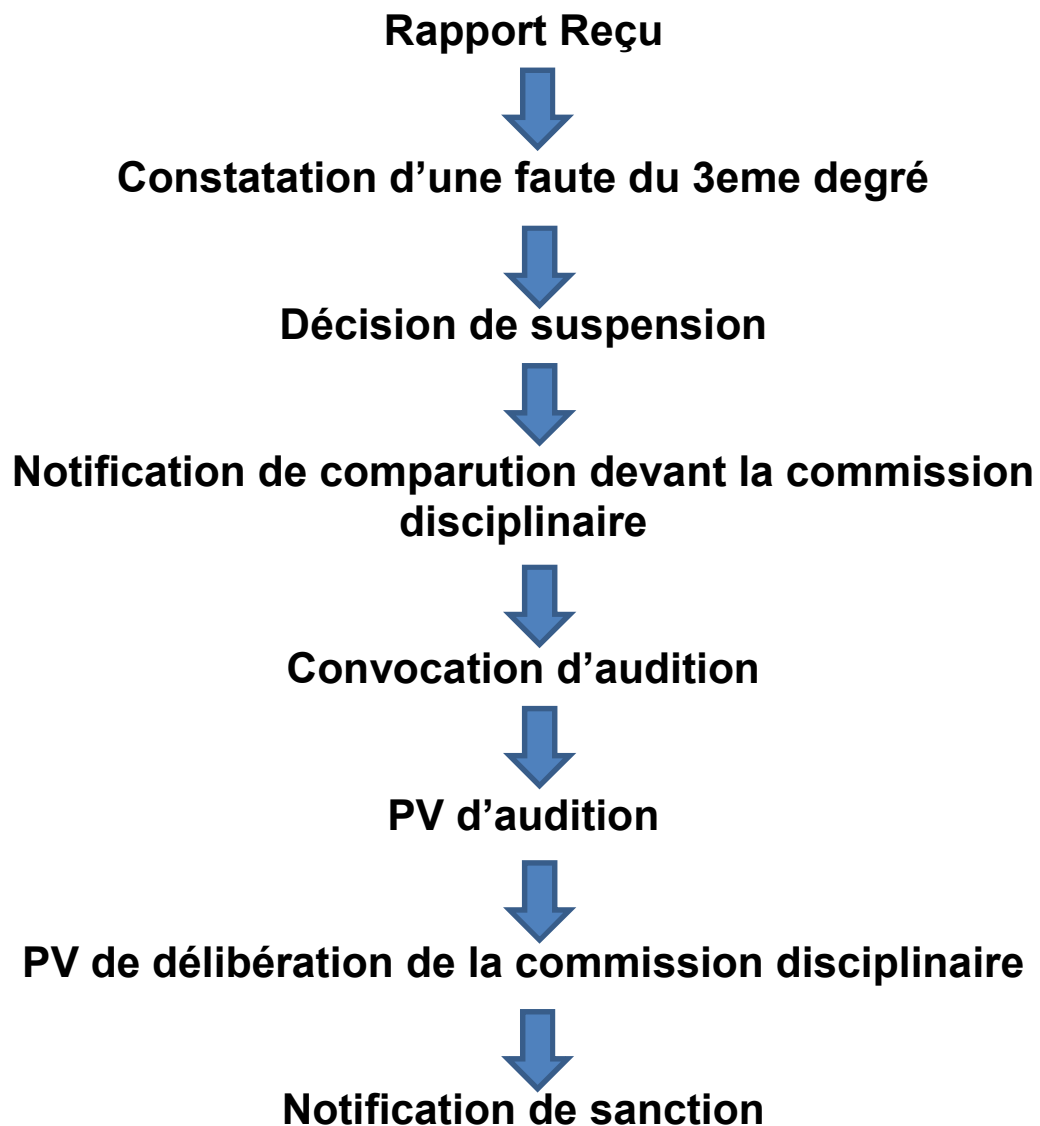 Rapport Reçu
Constatation d’une faute du 3eme degré
Décision de suspension
Notification de comparution devant la commission
disciplinaire
Convocation d’audition
PV d’audition
PV de délibération de la commission disciplinaire
Notification de sanction